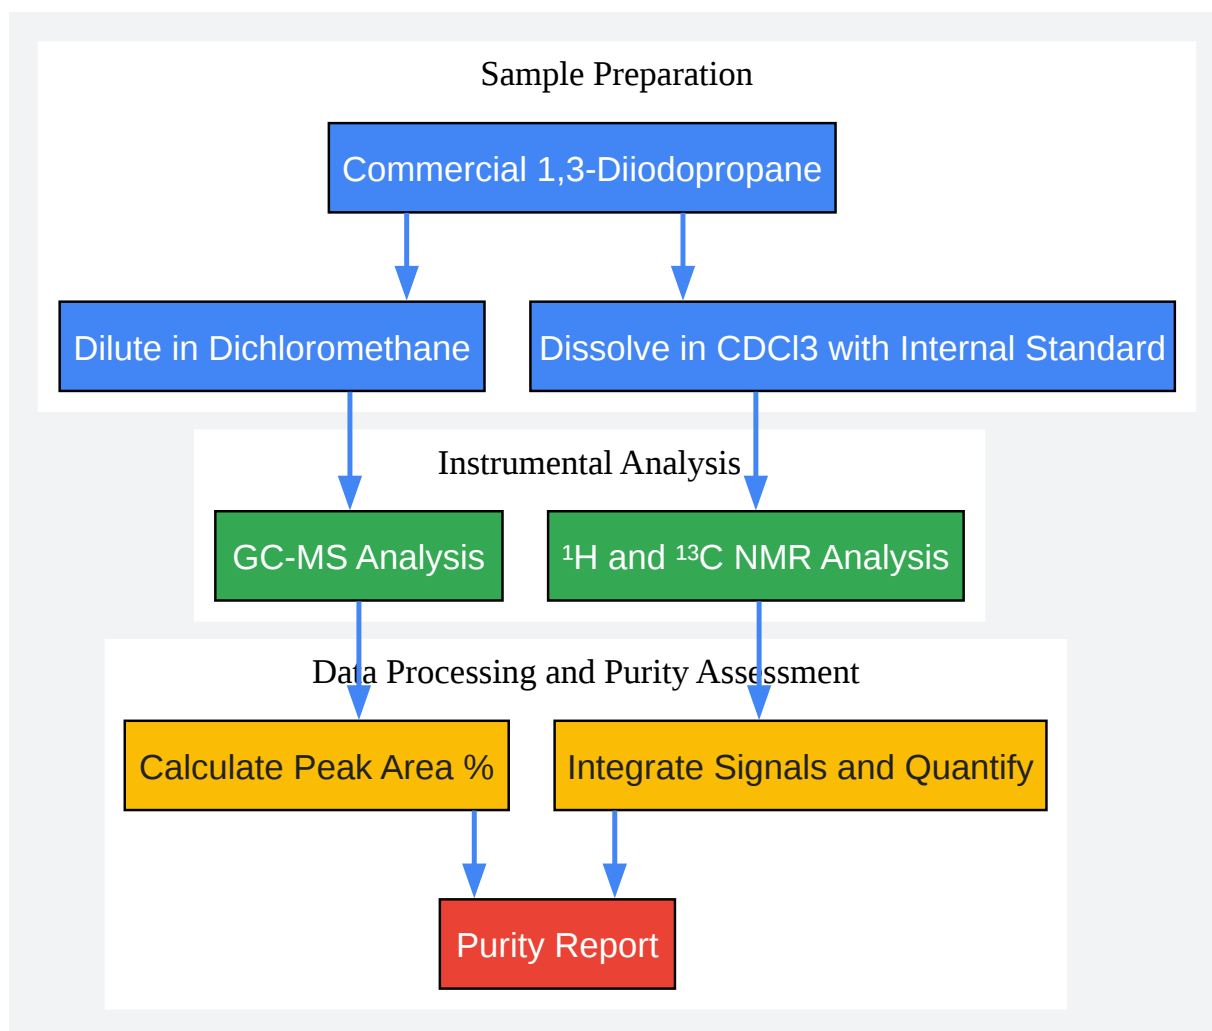 Sample Preparation
Commercial 1,3-Diiodopropane
Dilute in Dichloromethane
Dissolve in CDCl3 with Internal Standard
Instrumental Analysis
GC-MS Analysis
¹H and ¹³C NMR Analysis
Data Processing and Purity Assessment
Calculate Peak Area %
Integrate Signals and Quantify
Purity Report